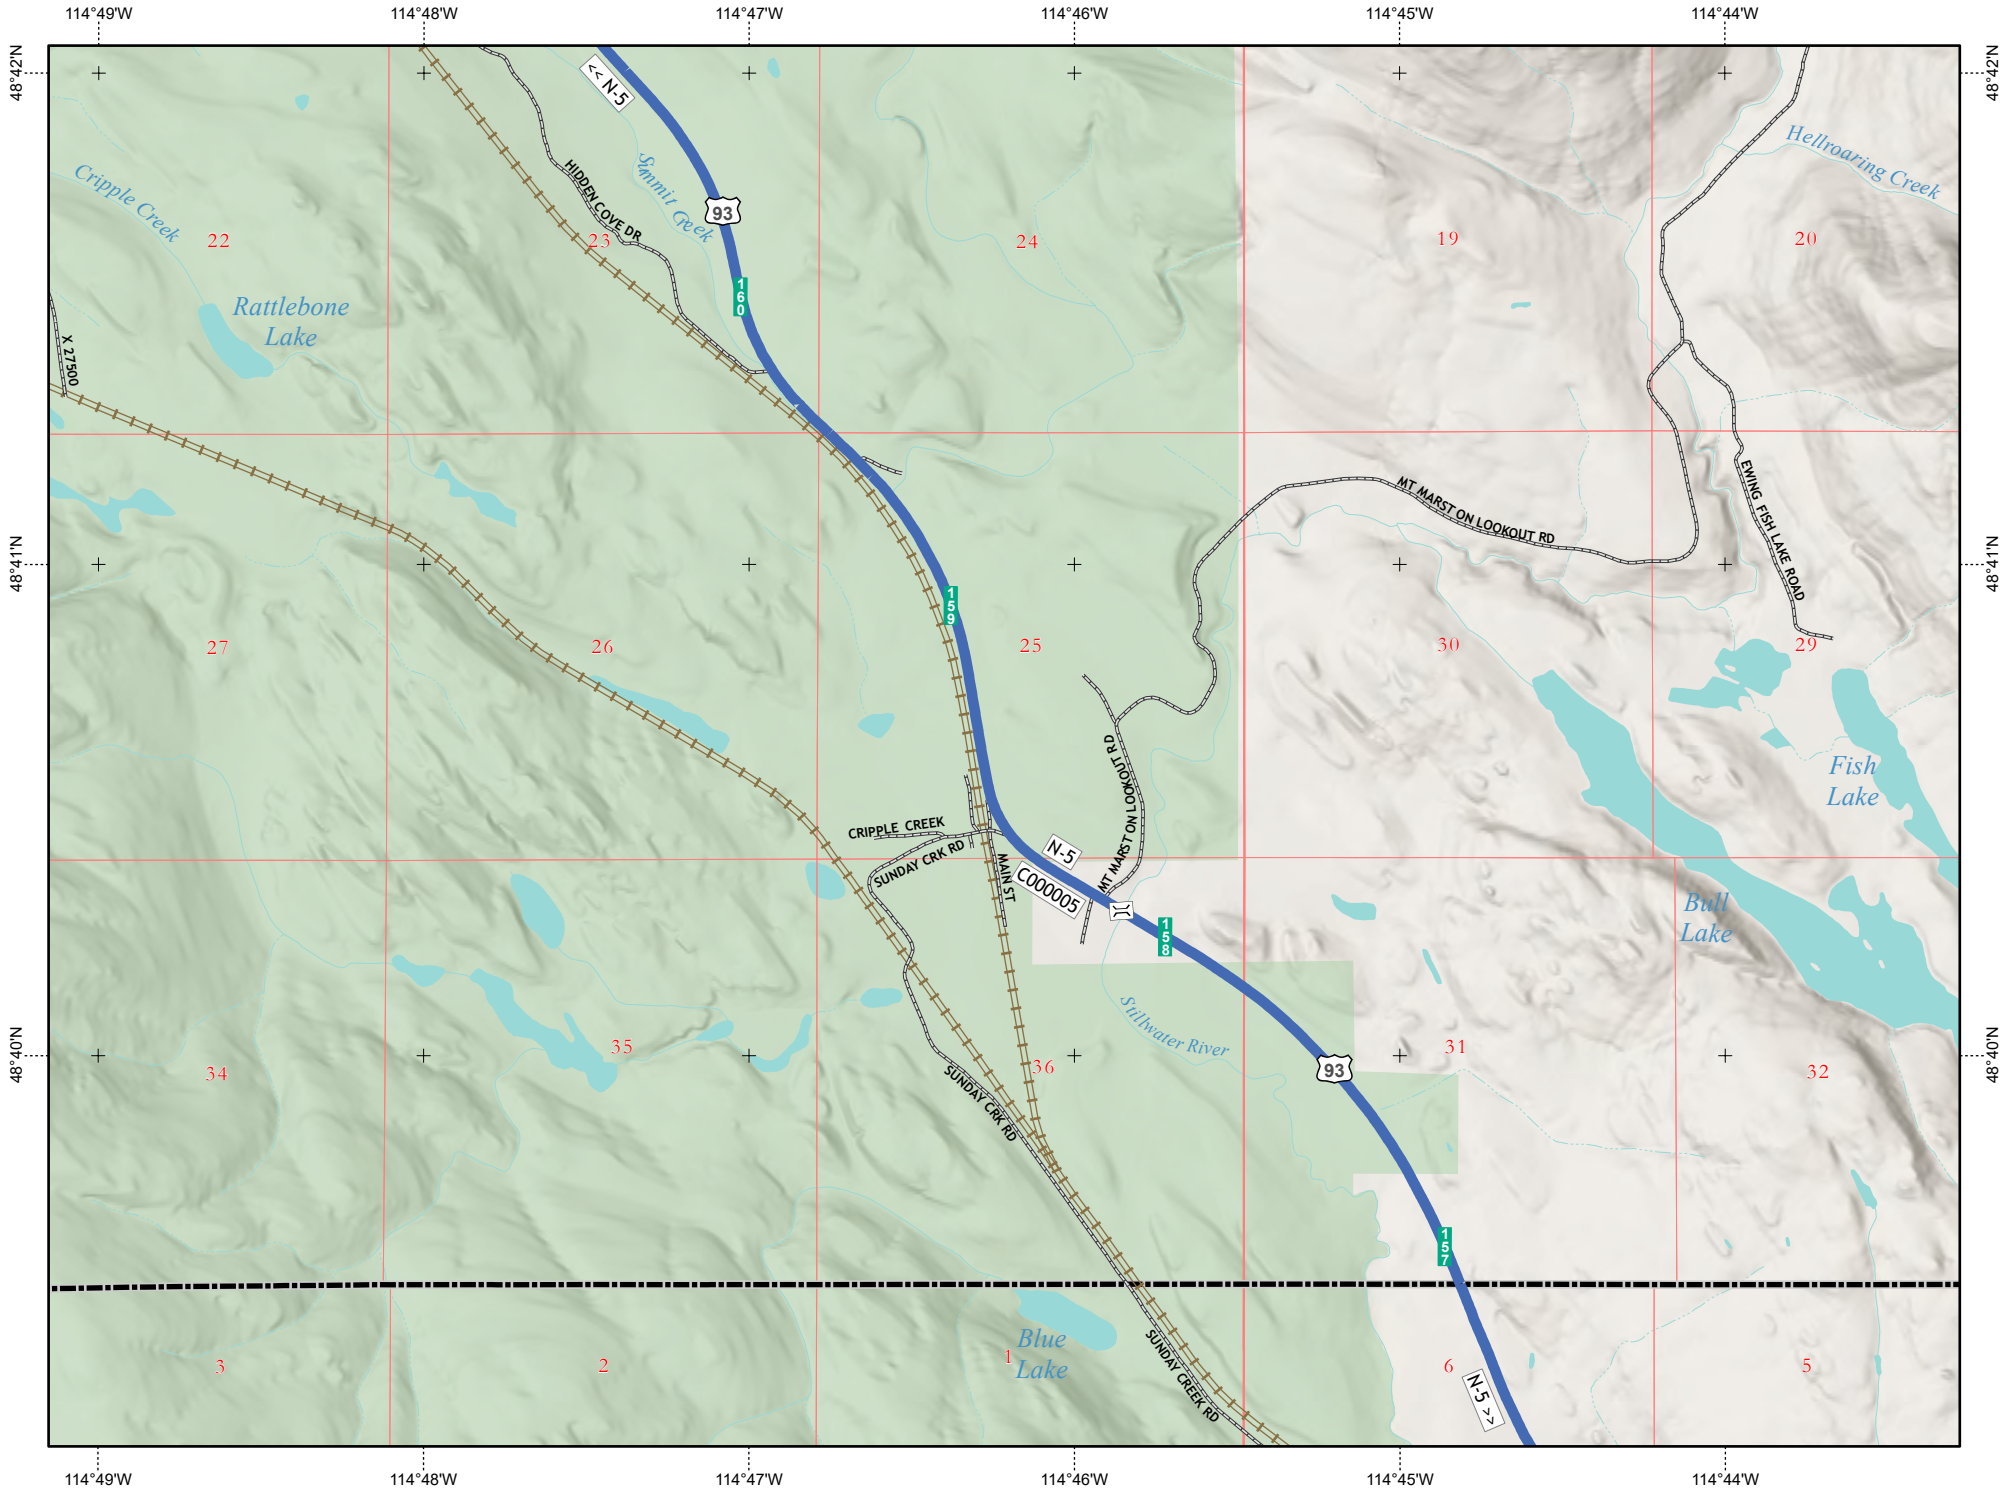 114°49'W
114°48'W
114°47'W
114°46'W
114°45'W
114°44'W
48°42'N
48°42'N
<< N-5
Hellroaring Creek
Cripple Creek
HIDDEN COVE DR
Summit Creek
93
22
23
24
19
20
160
Rattlebone
Lake
X 27500
MT MARSTON LOOKOUT RD
EWING FISH LAKE ROAD
48°41'N
48°41'N
159
27
26
25
30
29
MT MARSTON LOOKOUT RD
Fish
Lake
CRIPPLE CREEK
SUNDAY CRK RD
MAIN ST
N-5
C000005
158
Bull
Lake
Stillwater River
48°40'N
48°40'N
34
35
36
31
32
93
SUNDAY CRK RD
157
Blue
Lake
3
2
1
6
5
SUNDAY CREEK RD
N-5 >>
114°49'W
114°48'W
114°47'W
114°46'W
114°45'W
114°44'W